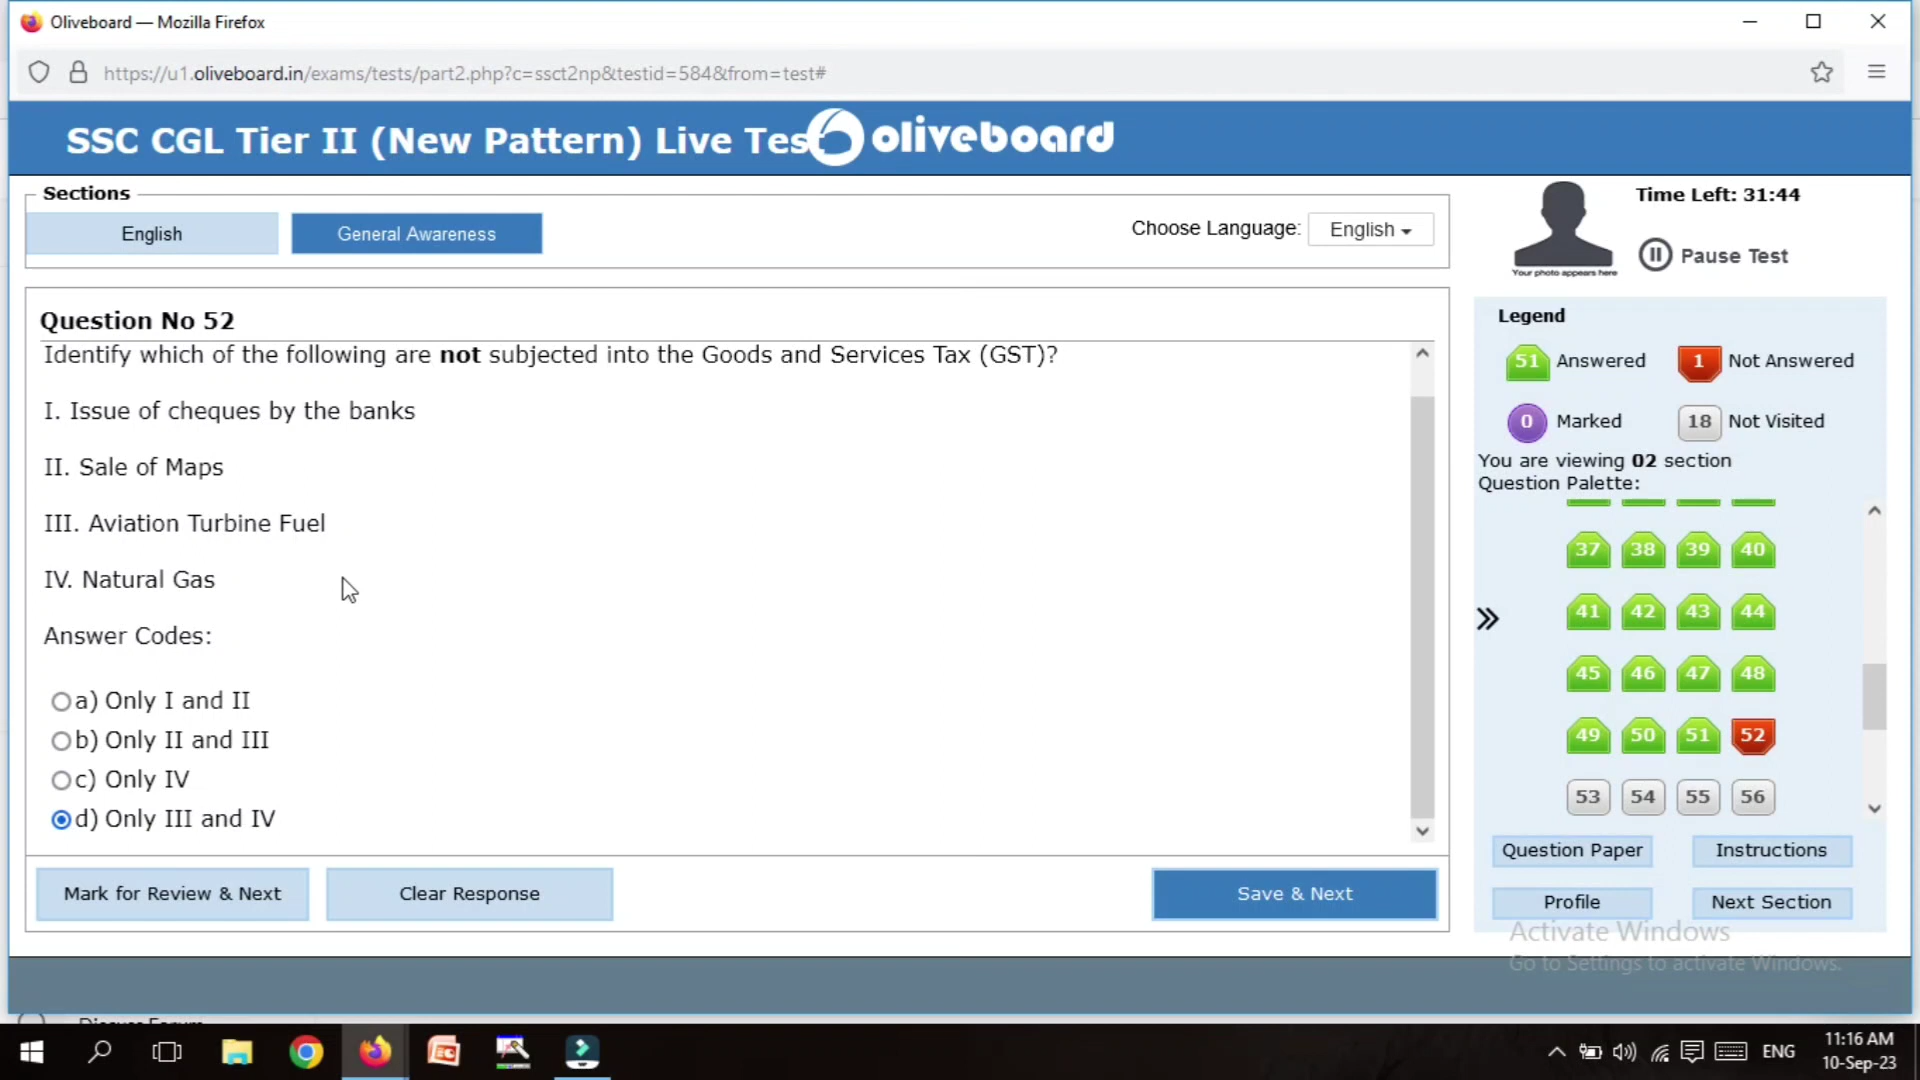 Oliveboard — Mozilla Firefox
https://u1.oliveboard.in/exams/tests/part2.php?c=ssct2np&testid=584&from=test#
SSC CGL Tier II (New Pattern) Live Tes
oliveboard
Sections
English
General Awareness
Choose Language:
English
Your photo appears here
Time Left: 31:44
Pause Test
Question No 52
Identify which of the following are not subjected into the Goods and Services Tax (GST)?
I. Issue of cheques by the banks
II. Sale of Maps
III. Aviation Turbine Fuel
IV. Natural Gas
Answer Codes:
a) Only I and II
b) Only II and III
c) Only IV
d) Only III and IV
Mark for Review & Next
Clear Response
Save & Next
Legend
51 Answered
1 Not Answered
0 Marked
18 Not Visited
You are viewing 02 section
Question Palette:
37 38 39 40
41 42 43 44
45 46 47 48
49 50 51 52
53 54 55 56
Question Paper
Instructions
Profile
Next Section
Activate Windows
Go to Settings to activate Windows.
ENG
11:16 AM
10-Sep-23